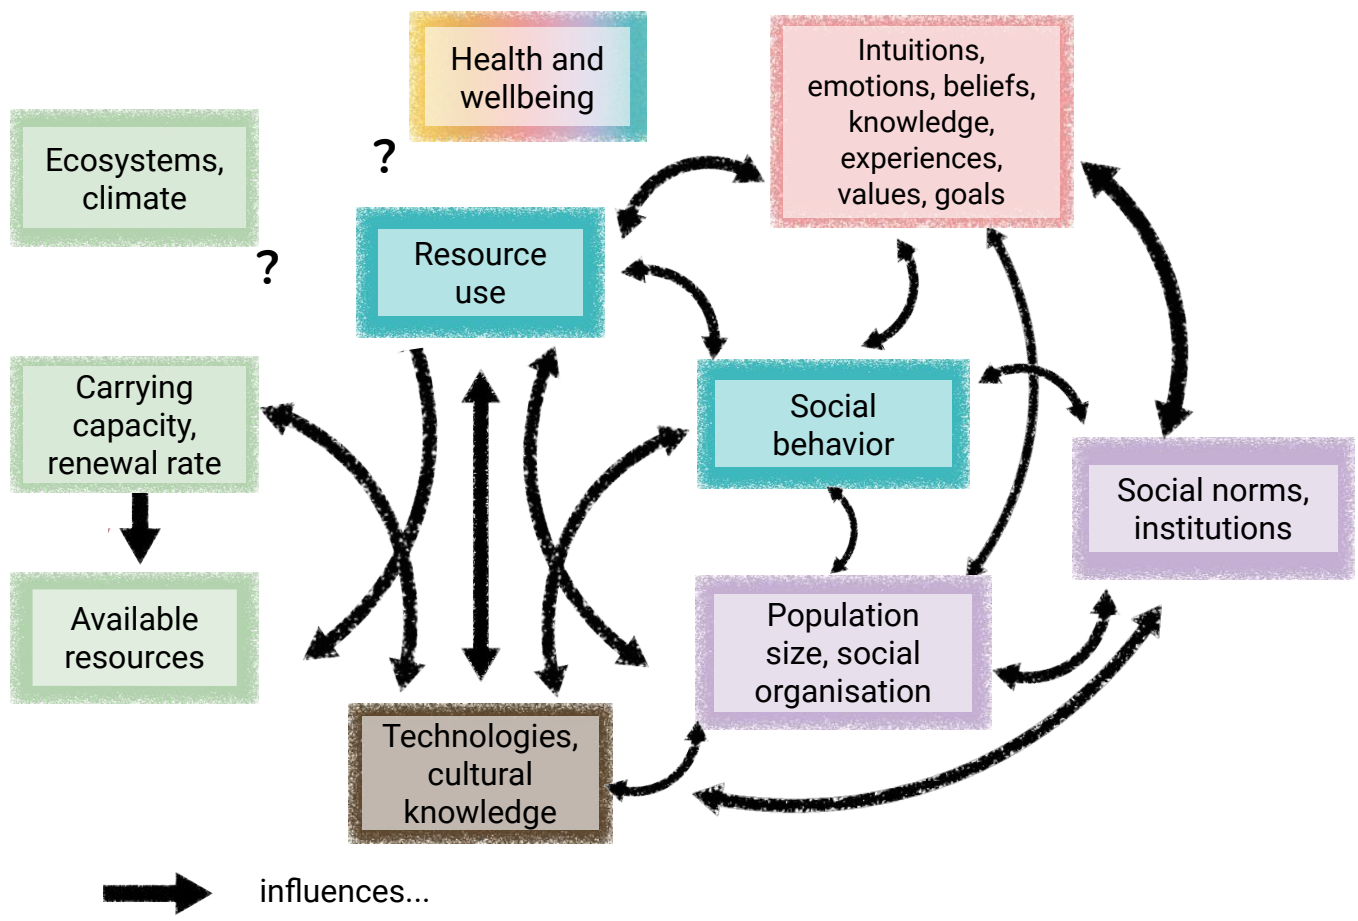 Health and
wellbeing
Intuitions,
emotions, beliefs,
knowledge,
experiences,
values, goals
?
Ecosystems,
climate
Resource
use
?
Carrying
capacity,
renewal rate
Social
behavior
Social norms,
institutions
Available
resources
Population
size, social
organisation
Technologies,
cultural
knowledge
influences...